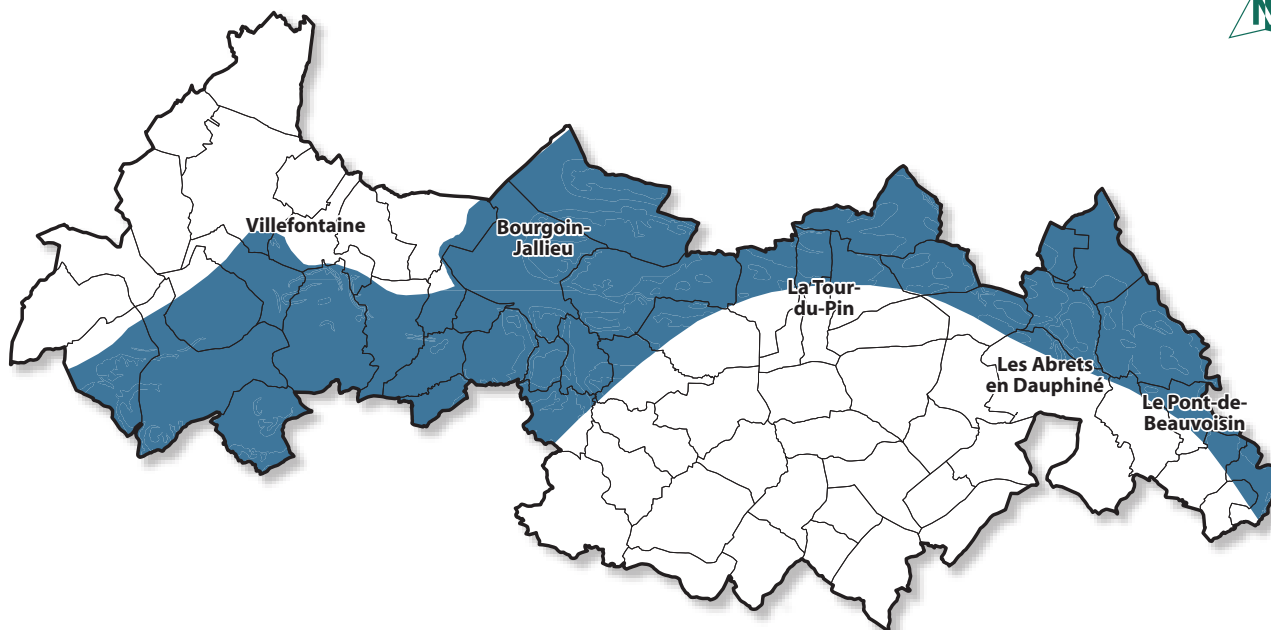 N
Villefontaine
Bourgoin-
Jallieu
La Tour-
du-Pin
Les Abrets
en Dauphiné
Le Pont-de-
Beauvoisin